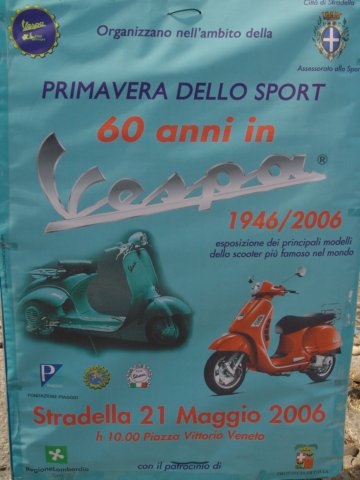 Vespa
Città di Stradella
Organizzano nell'ambito della
Assessorato allo Sport
PRIMAVERA DELLO SPORT
60 anni in
Vespa®
1946/2006
esposizione dei principali modelli
dello scooter più famoso nel mondo
FONDAZIONE PIAGGIO
Stradella 21 Maggio 2006
h 10.00 Piazza Vittorio Veneto
RegioneLombardia
con il patrocinio di